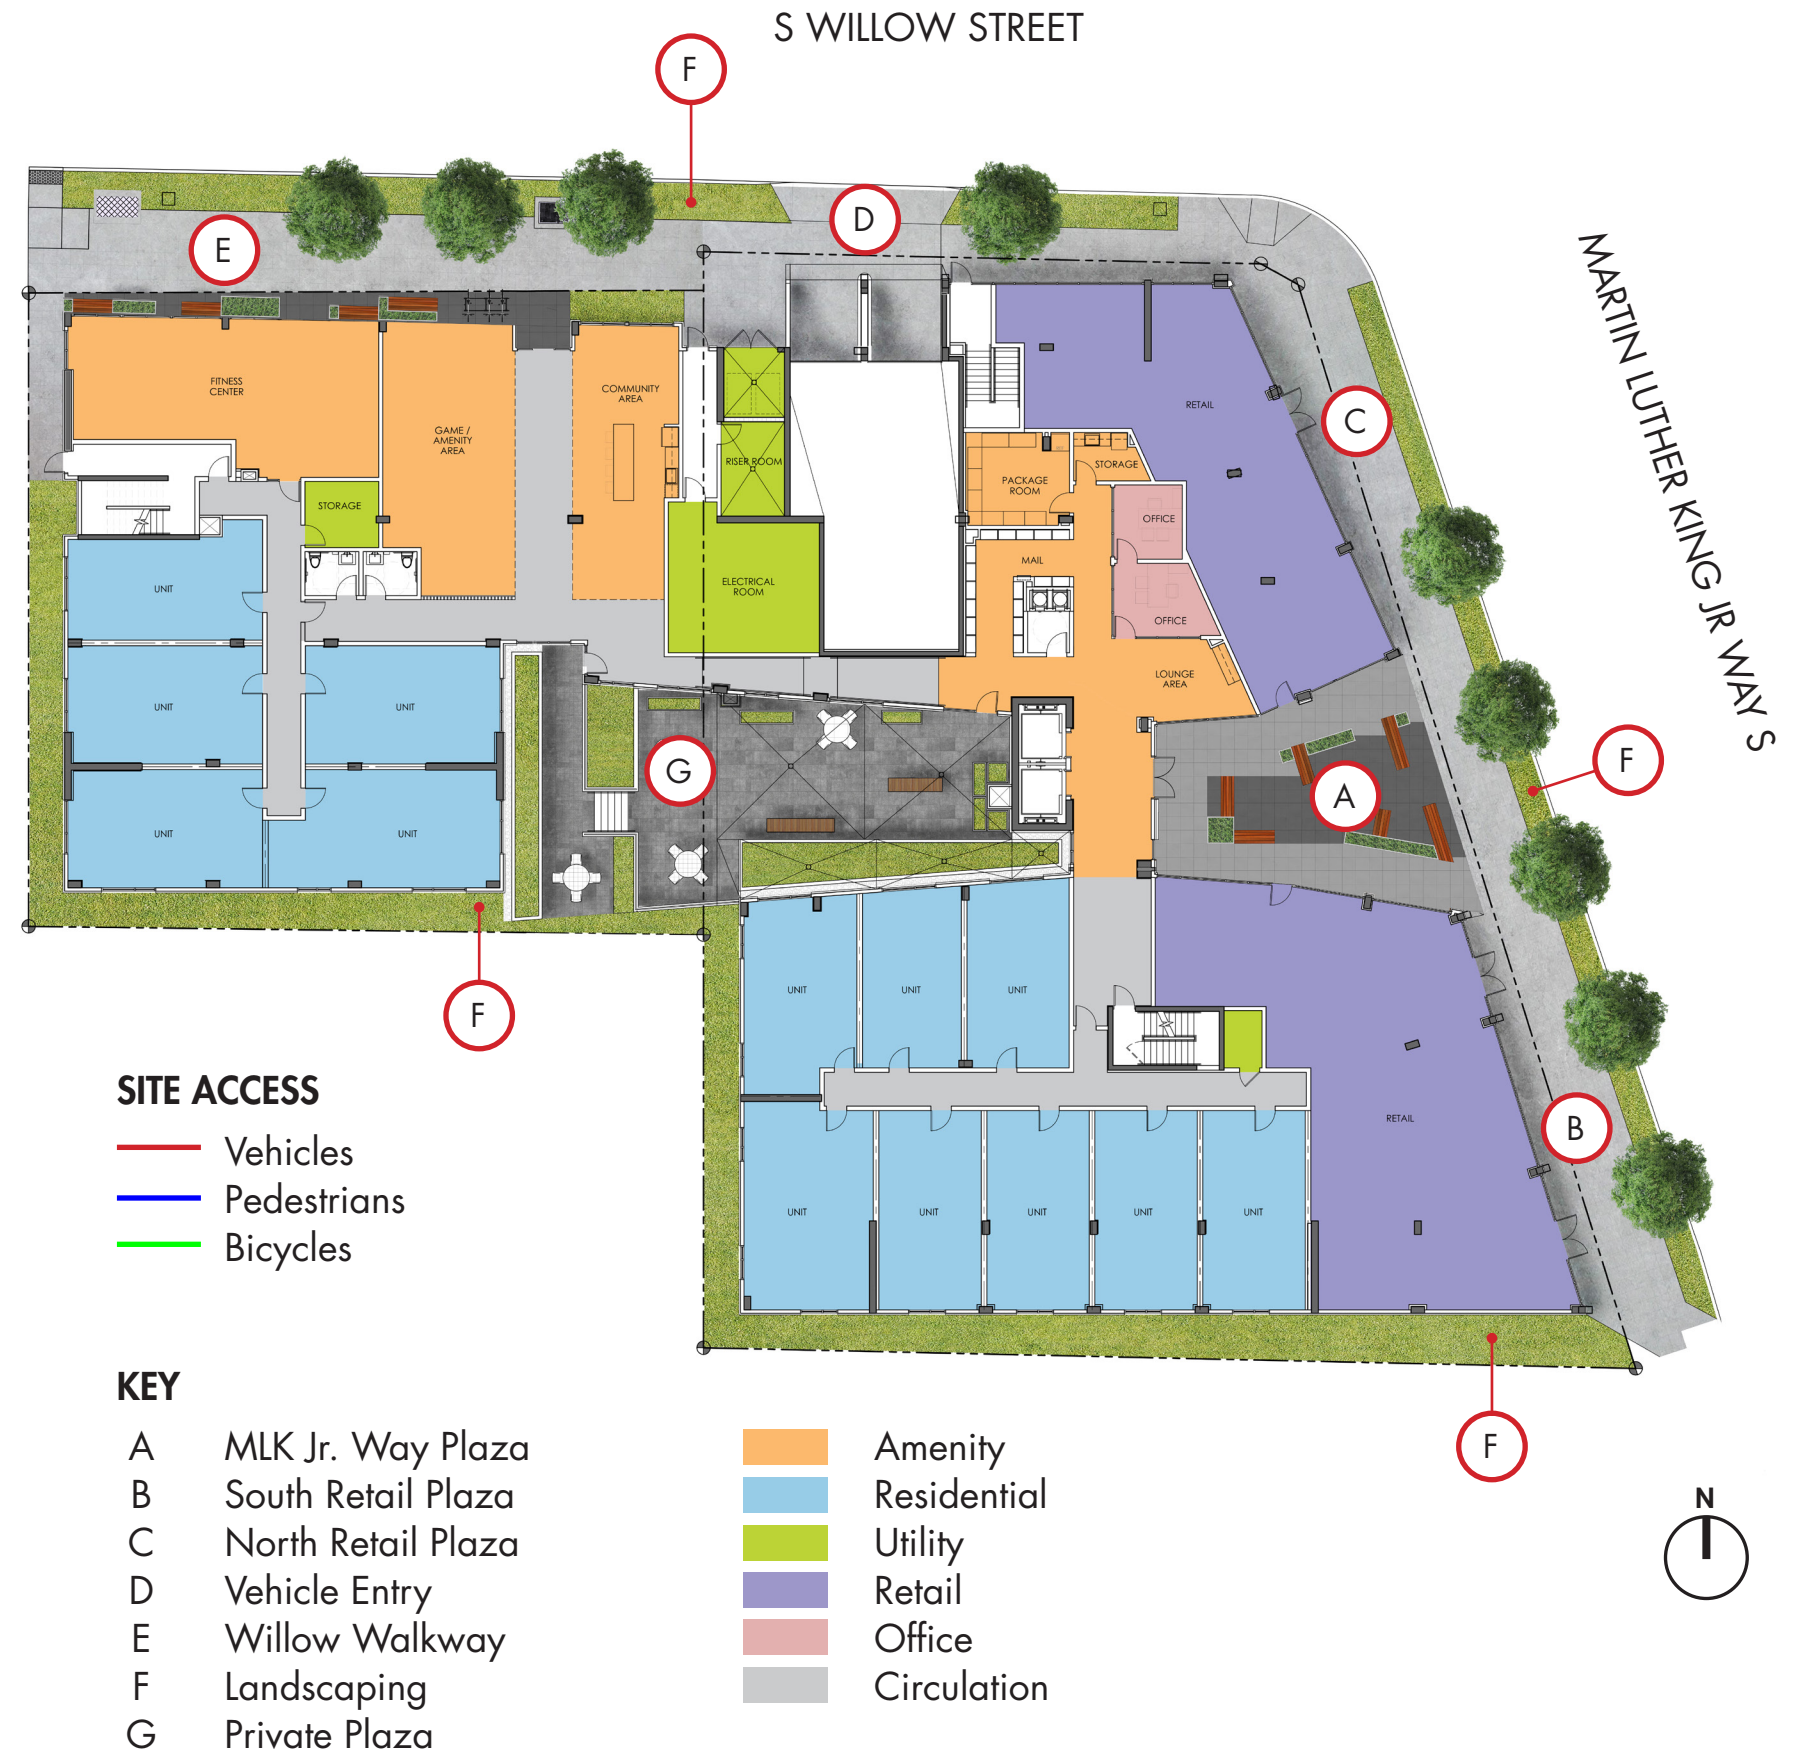 S WILLOW STREET
F
D
E
MARTIN LUTHER KING JR WAY S
C
FITNESS
CENTER
COMMUNITY
AREA
GAME /
AMENITY
AREA
RETAIL
RISER ROOM
STORAGE
PACKAGE
ROOM
STORAGE
OFFICE
MAIL
UNIT
ELECTRICAL
ROOM
OFFICE
LOUNGE
AREA
UNIT
UNIT
G
F
A
UNIT
UNIT
F
UNIT
UNIT
UNIT
RETAIL
B
UNIT
UNIT
UNIT
UNIT
UNIT
F
SITE ACCESS
Vehicles
Pedestrians
Bicycles
KEY
A MLK Jr. Way Plaza
B South Retail Plaza
C North Retail Plaza
D Vehicle Entry
E Willow Walkway
F Landscaping
G Private Plaza
Amenity
Residential
Utility
Retail
Office
Circulation
N